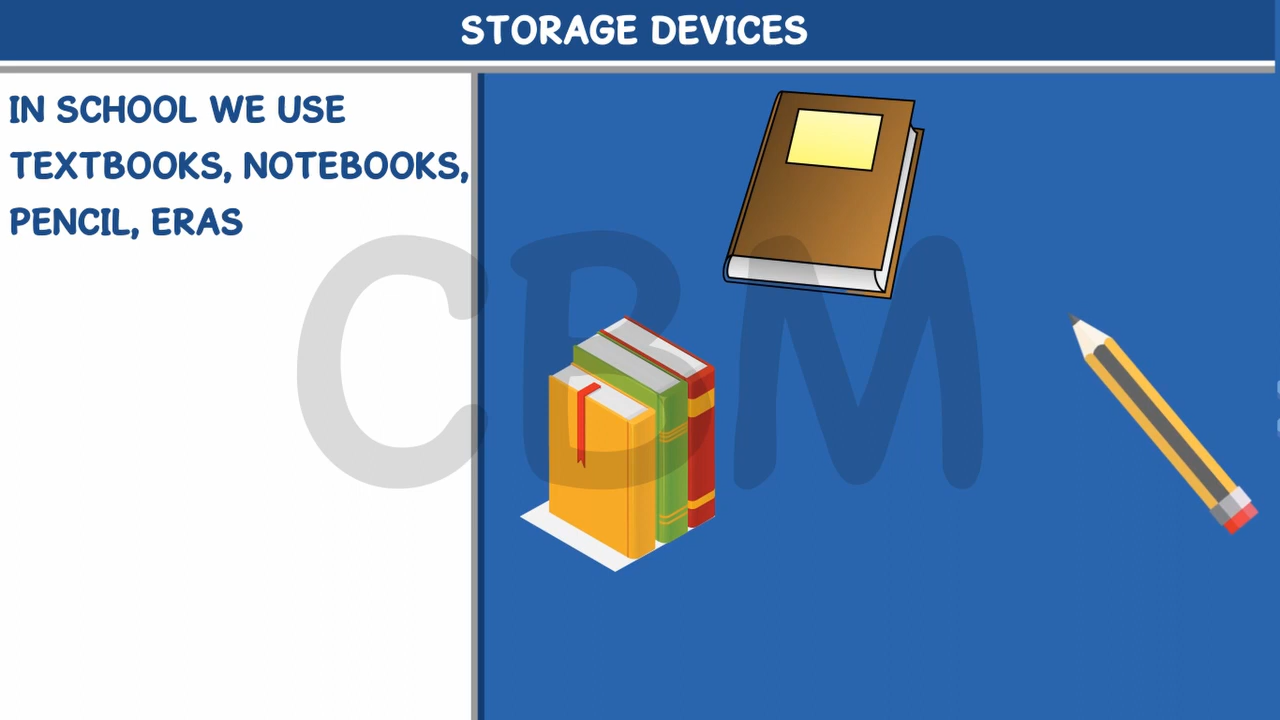 STORAGE DEVICES
IN SCHOOL WE USE
TEXTBOOKS, NOTEBOOKS,
PENCIL, ERAS
CBM